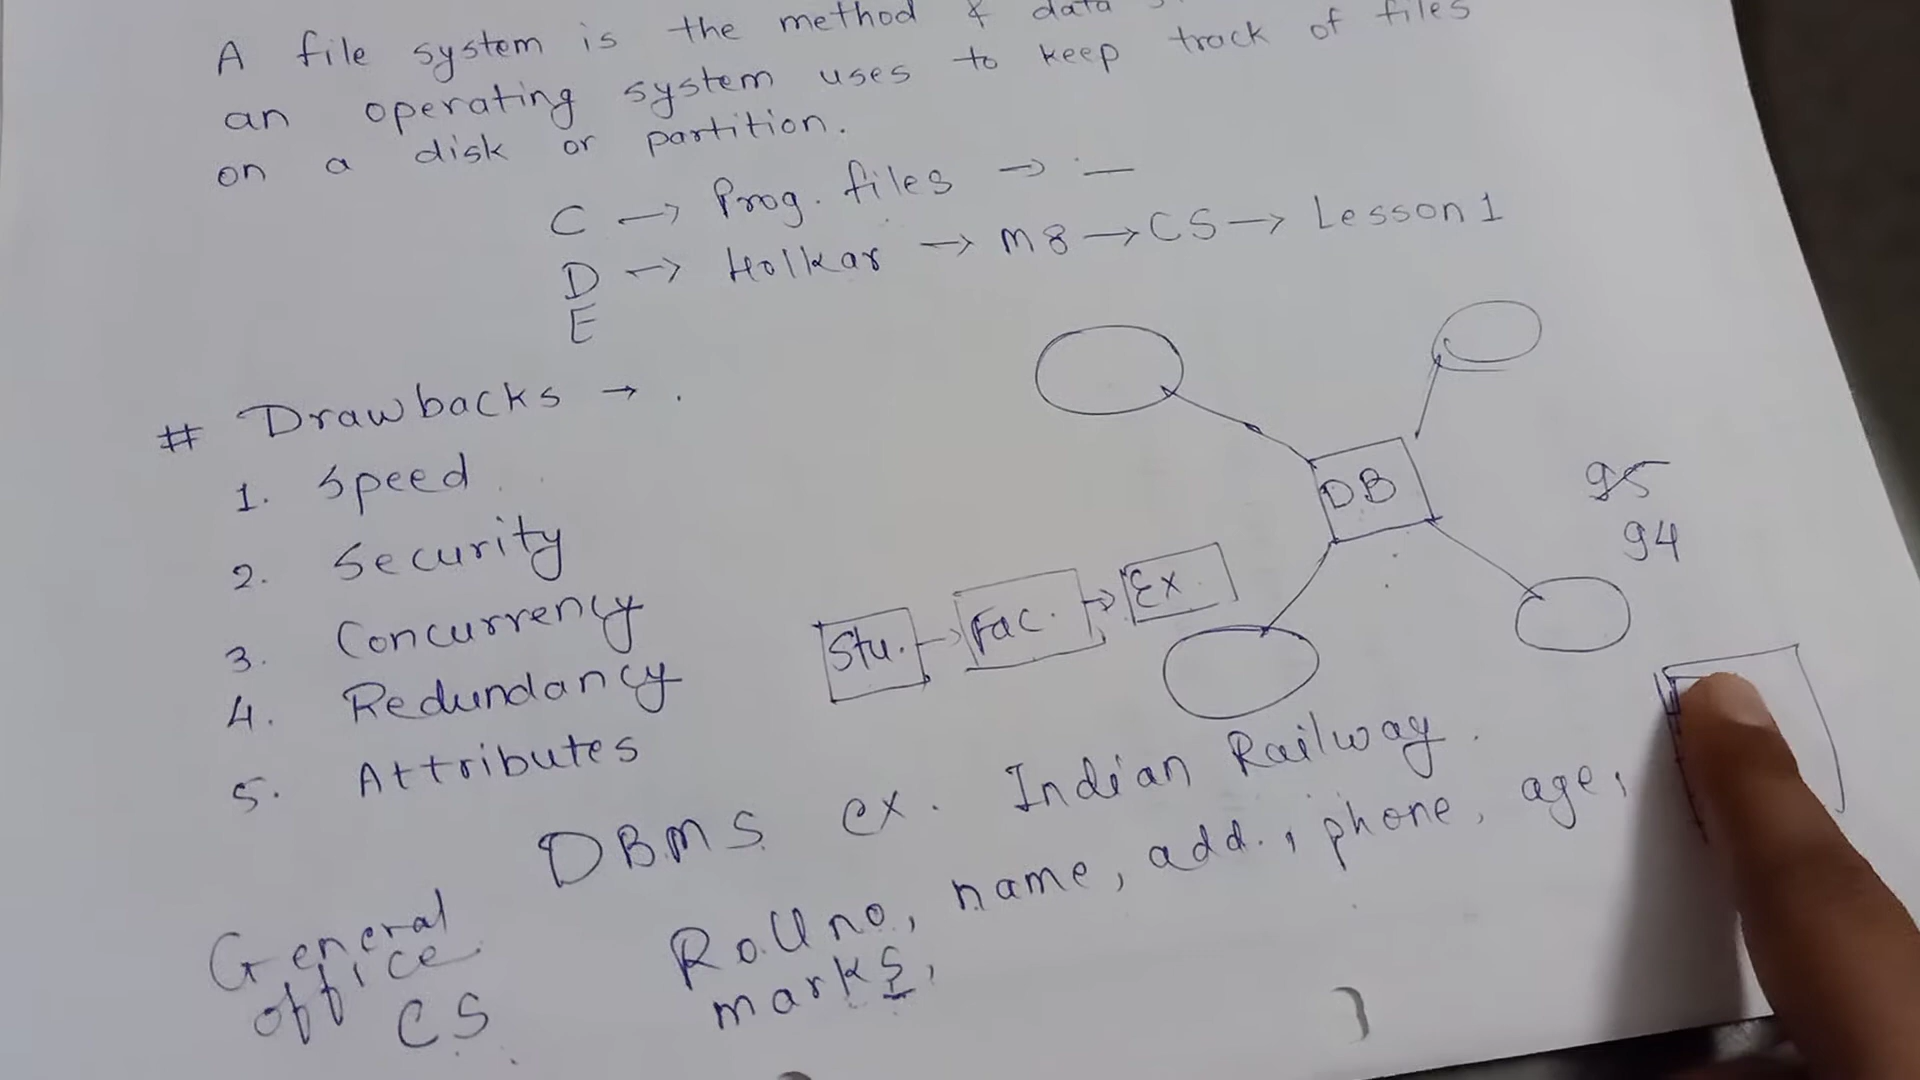 A file system is the method & data
an operating system uses to keep track of files
on a disk or partition.
C → Prog. files → —
D → Holkar → M8 → CS → Lesson 1
E
# Drawbacks → .
1. Speed
2. Security
3. Concurrency
4. Redundancy
5. Attributes
DB
95
94
Stu. → Fac. → Ex.
DBMS ex. Indian Railway.
Roll no, name, add., phone, age,
marks,
General
office
CS